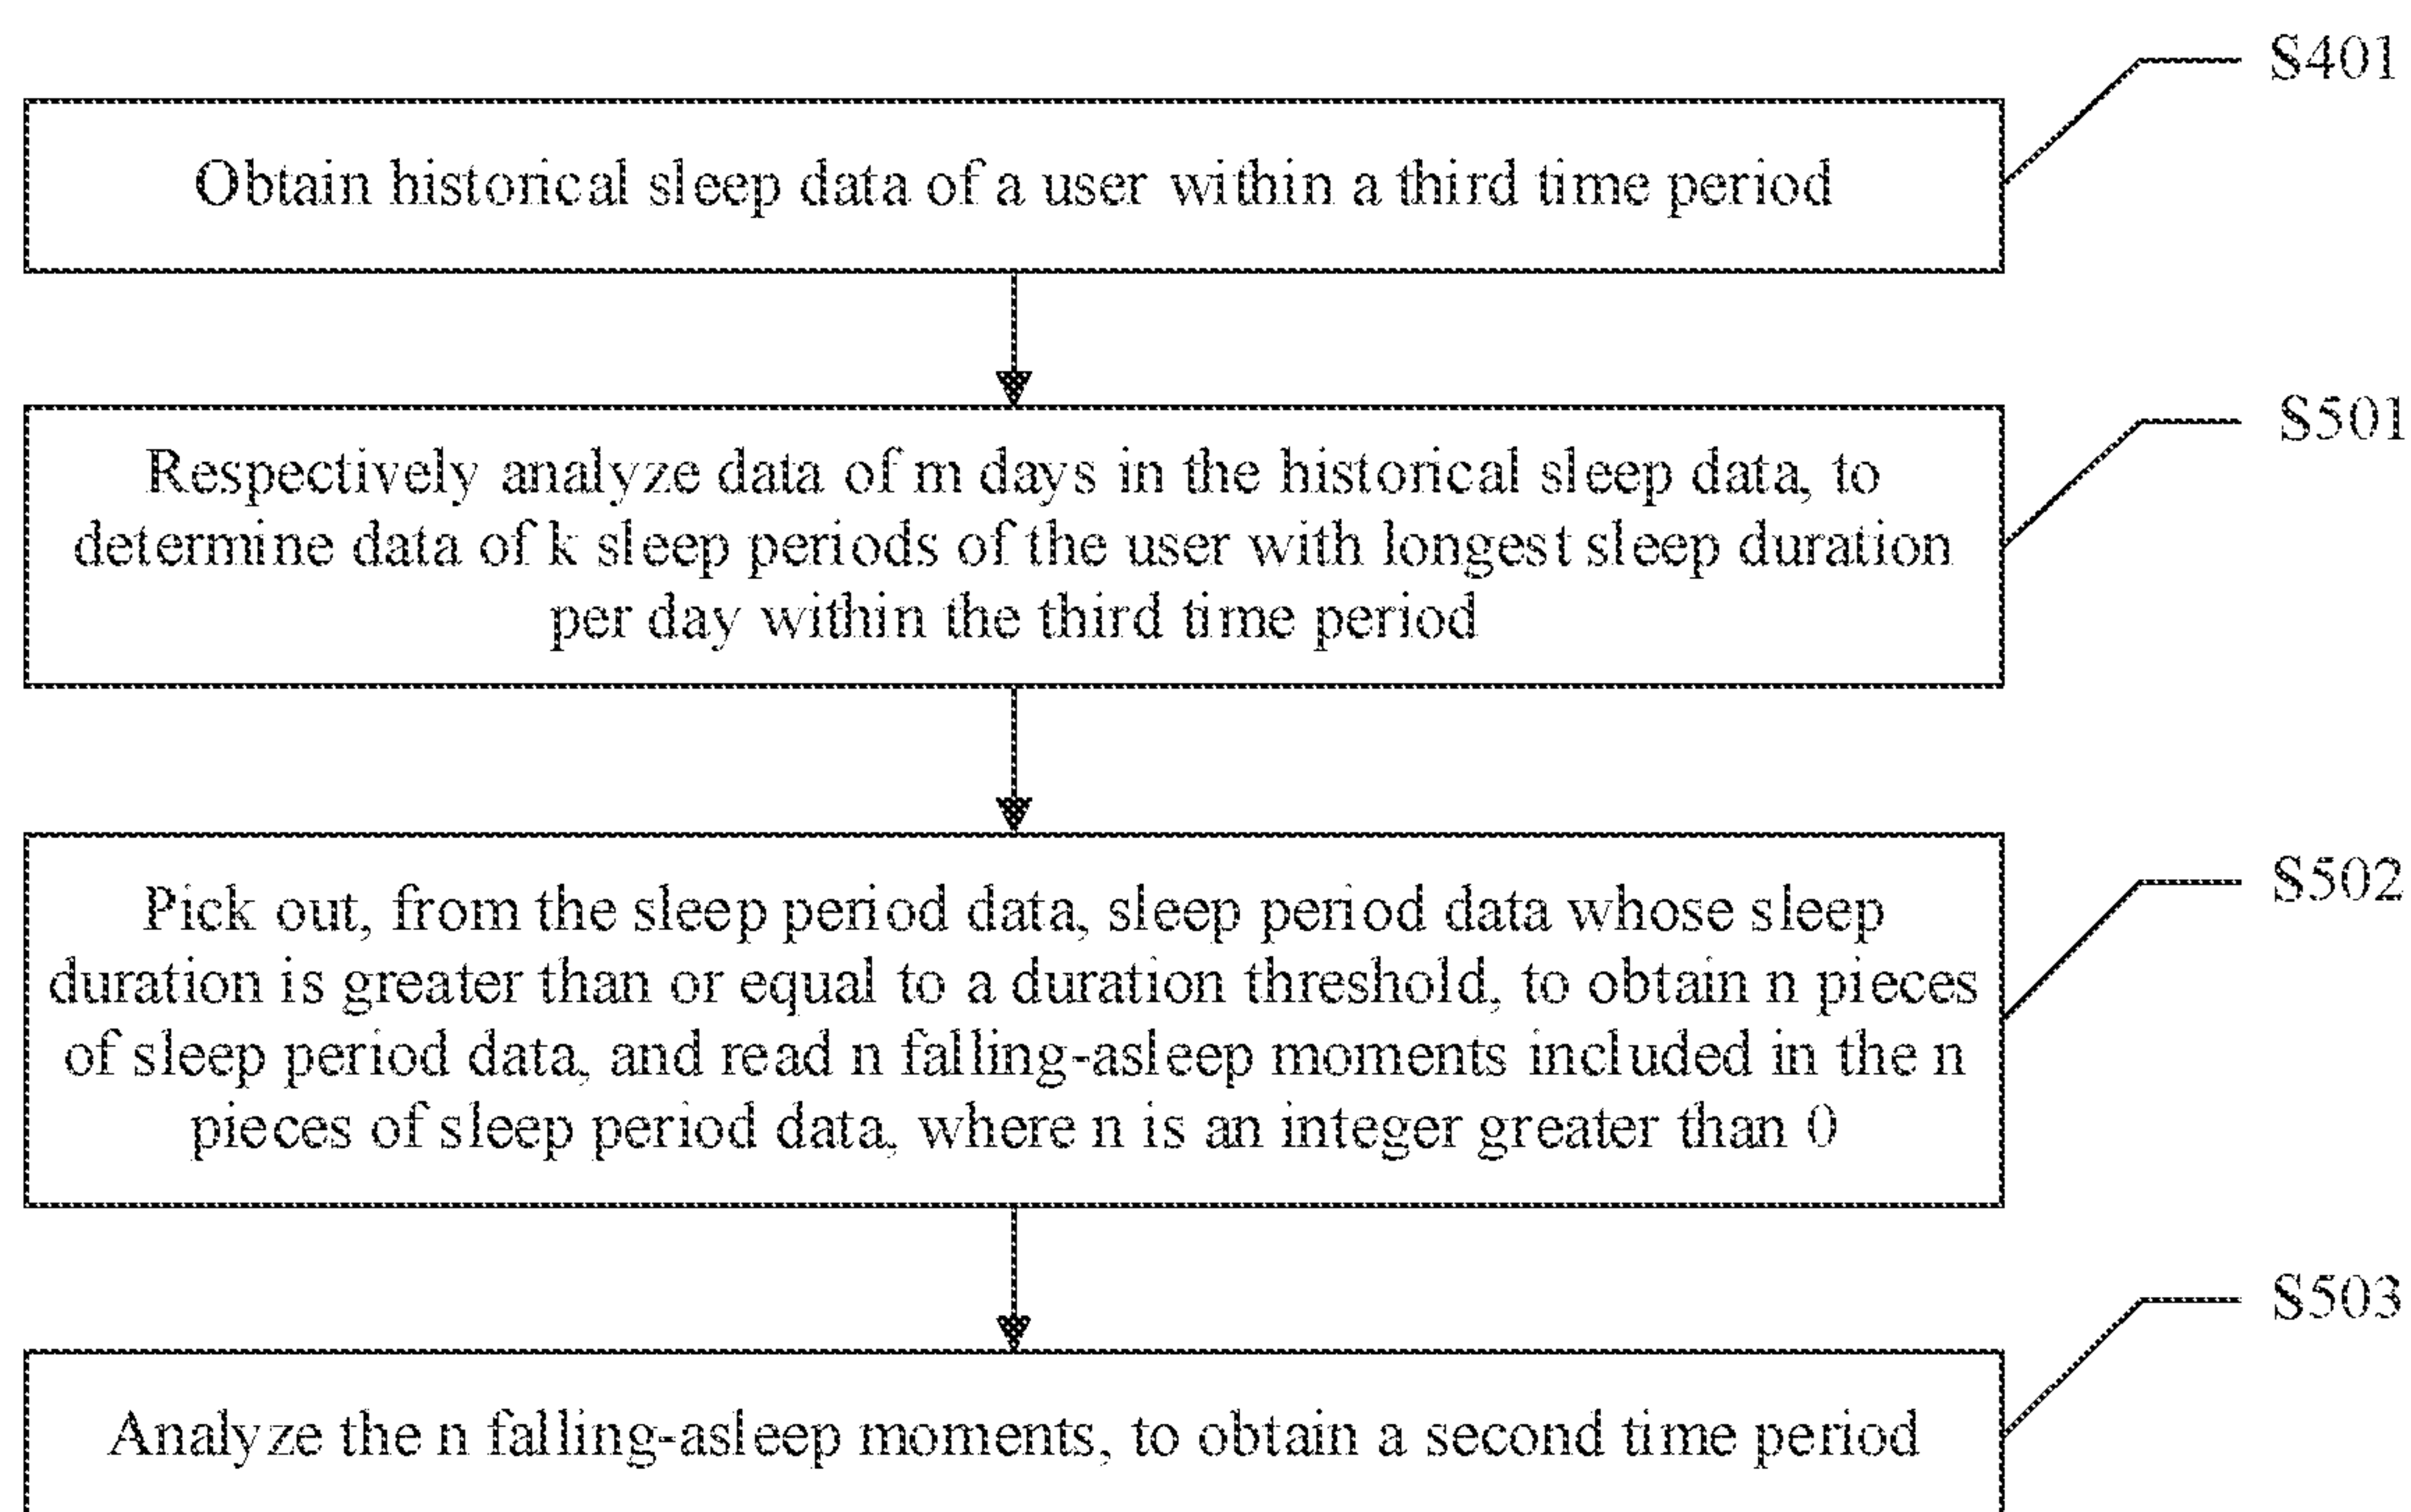 S401
Obtain historical sleep data of a user within a third time period
S501
Respectively analyze data of m days in the historical sleep data, to
determine data of k sleep periods of the user with longest sleep duration
per day within the third time period
S502
Pick out, from the sleep period data, sleep period data whose sleep
duration is greater than or equal to a duration threshold, to obtain n pieces
of sleep period data, and read n falling-asleep moments included in the n
pieces of sleep period data, where n is an integer greater than 0
S503
Analyze the n falling-asleep moments, to obtain a second time period